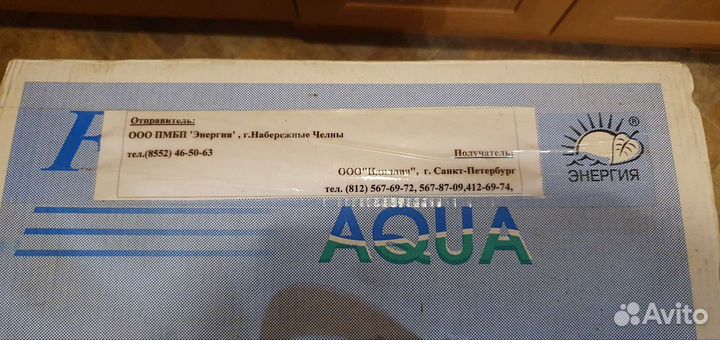 Отправитель:
ООО ПМБП 'Энергия' , г.Набережные Челны
тел.(8552) 46-50-63
Получатель:
ООО" г. Санкт-Петербург
тел. (812) 567-69-72, 567-87-09,412-69-74,
®
ЭНЕРГИЯ
AQUA
Avito